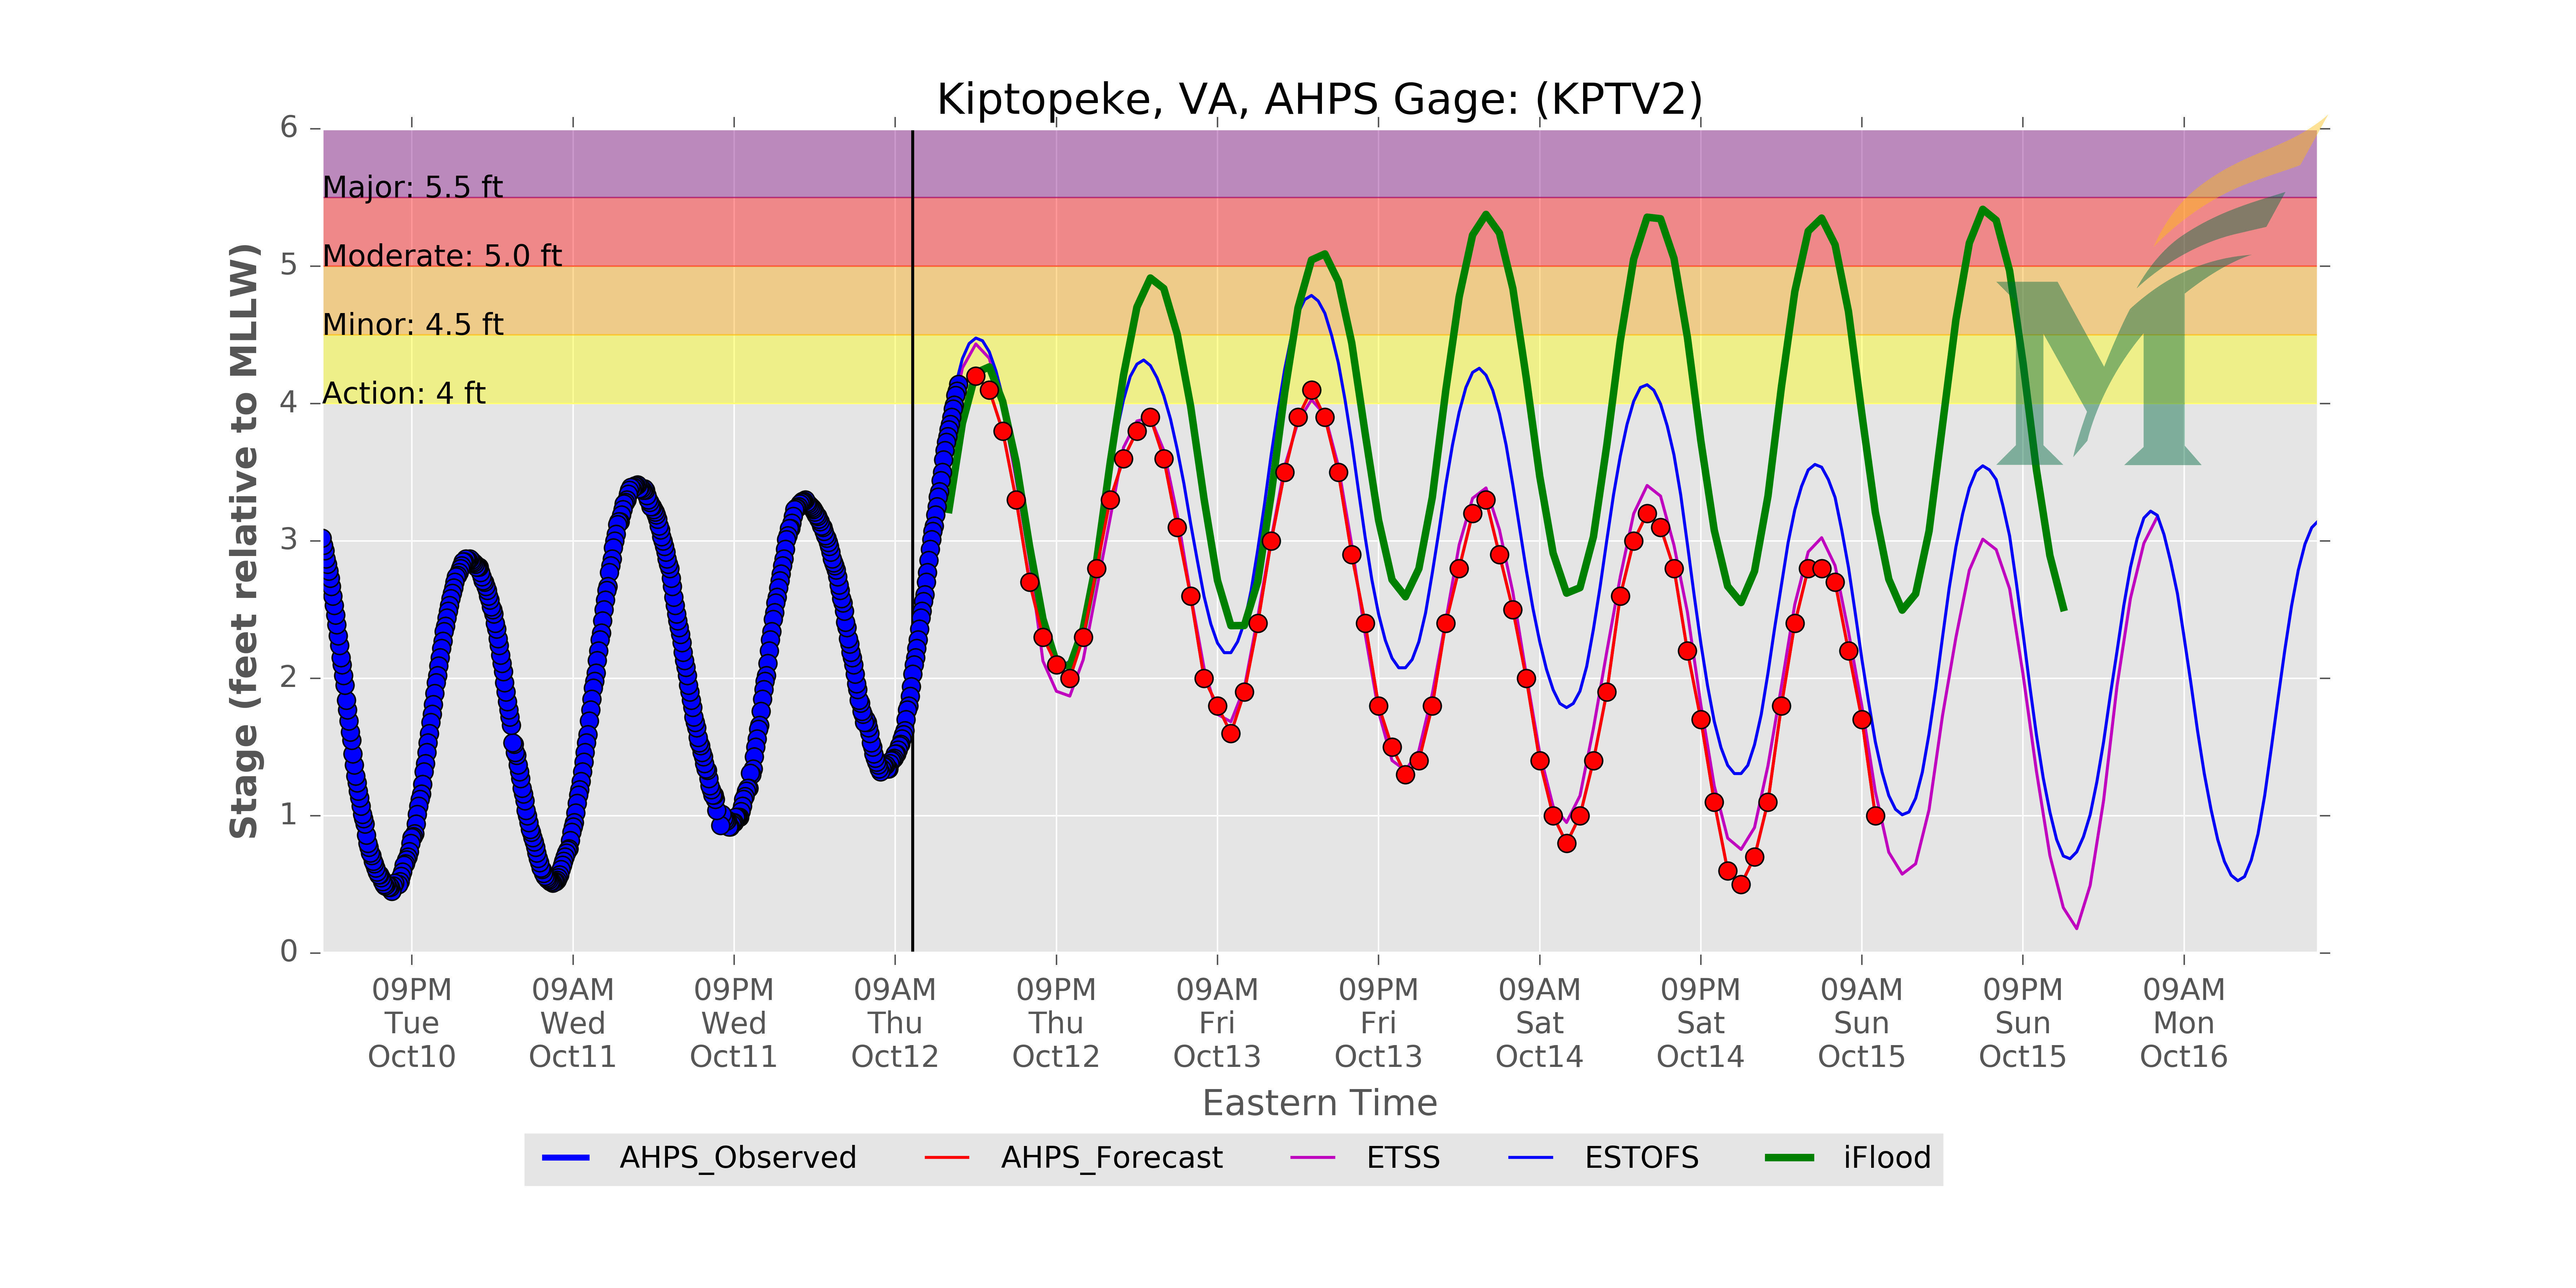 Kiptopeke, VA, AHPS Gage: (KPTV2)
Stage (feet relative to MLLW)
6
5
4
3
2
1
0
Major: 5.5 ft
Moderate: 5.0 ft
Minor: 4.5 ft
Action: 4 ft
M
09PM 09AM 09PM 09AM 09PM 09AM 09PM 09AM 09PM 09AM 09PM 09AM
Tue Wed Wed Thu Thu Fri Fri Sat Sat Sun Sun Mon
Oct10 Oct11 Oct11 Oct12 Oct12 Oct13 Oct13 Oct14 Oct14 Oct15 Oct15 Oct16
Eastern Time
AHPS_Observed AHPS_Forecast ETSS ESTOFS iFlood